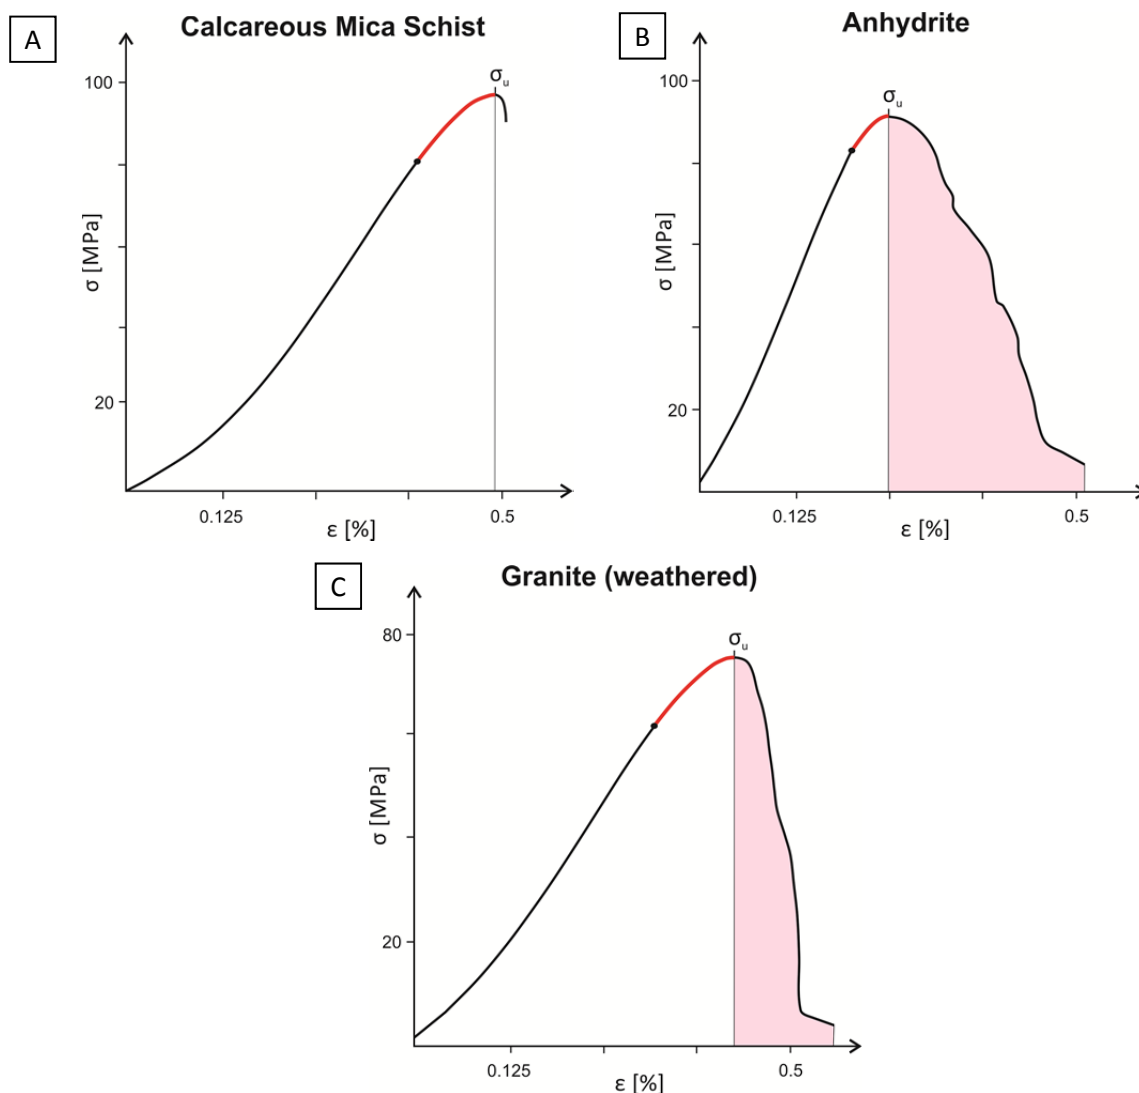 A
Calcareous Mica Schist
100
σu
20
σ [MPa]
0.125
0.5
ε [%]
B
Anhydrite
100
σu
20
σ [MPa]
0.125
0.5
ε [%]
C
Granite (weathered)
80
σu
20
σ [MPa]
0.125
0.5
ε [%]